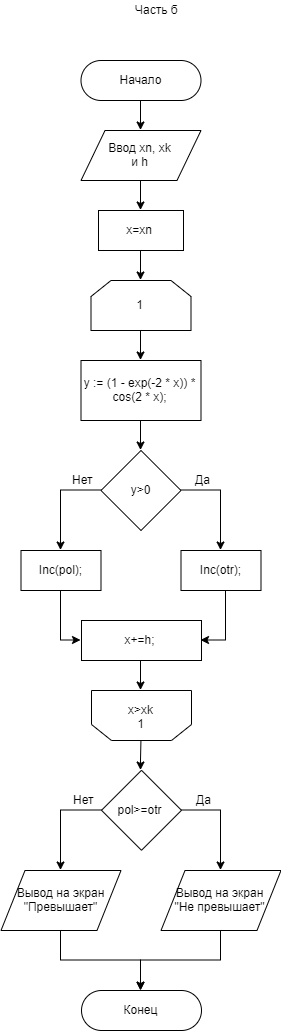 Часть б
Начало
Ввод xn, xk
и h
x=xn
1
y := (1 - exp(-2 * x)) *
cos(2 * x);
y>0
Нет
Да
Inc(pol);
Inc(otr);
x+=h;
x>xk
1
pol>=otr
Нет
Да
Вывод на экран
"Превышает"
Вывод на экран
"Не превышает"
Конец